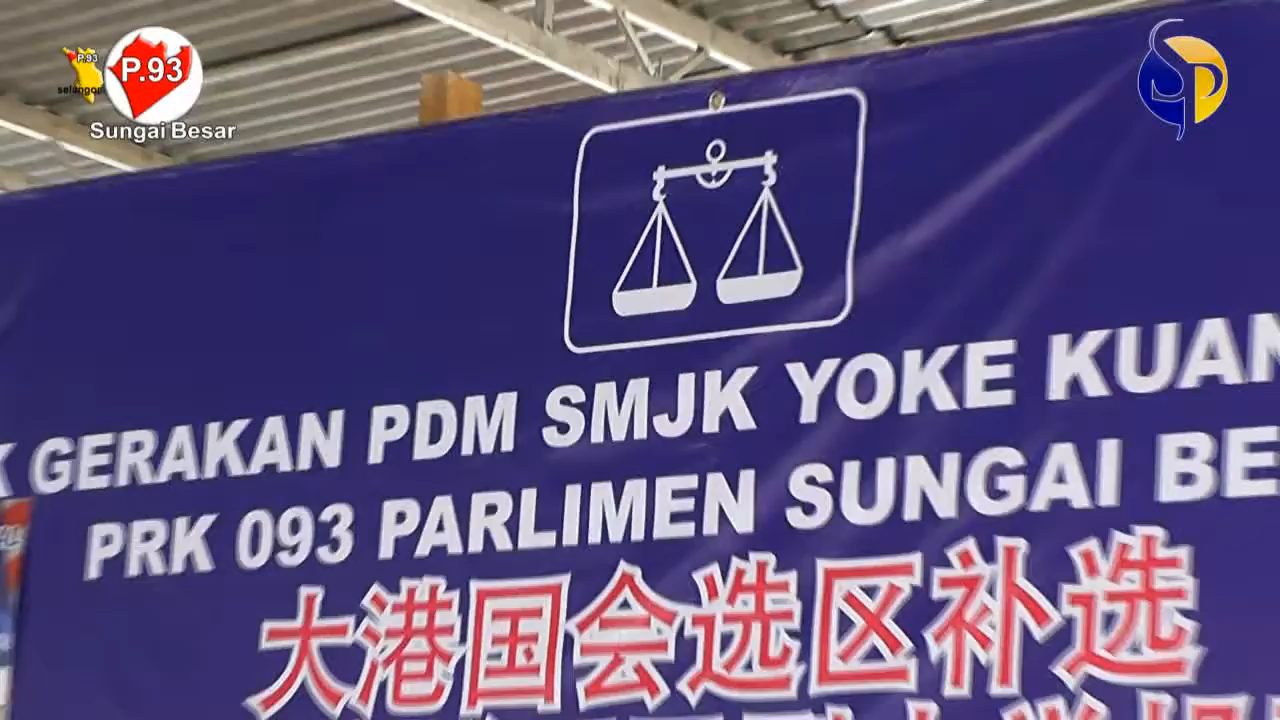 P.93
selangor
P.93
Sungai Besar
GERAKAN PDM SMJK YOKE KUAN
PRK 093 PARLIMEN SUNGAI BE
大港国会选区补选